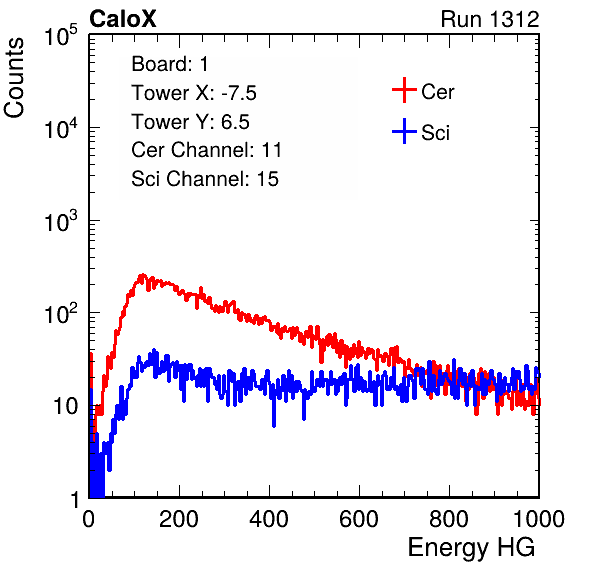 CaloX Run 1312
Counts
10^5
10^4
10^3
10^2
10
1
Board: 1
Tower X: -7.5
Tower Y: 6.5
Cer Channel: 11
Sci Channel: 15
Cer
Sci
0 200 400 600 800 1000
Energy HG